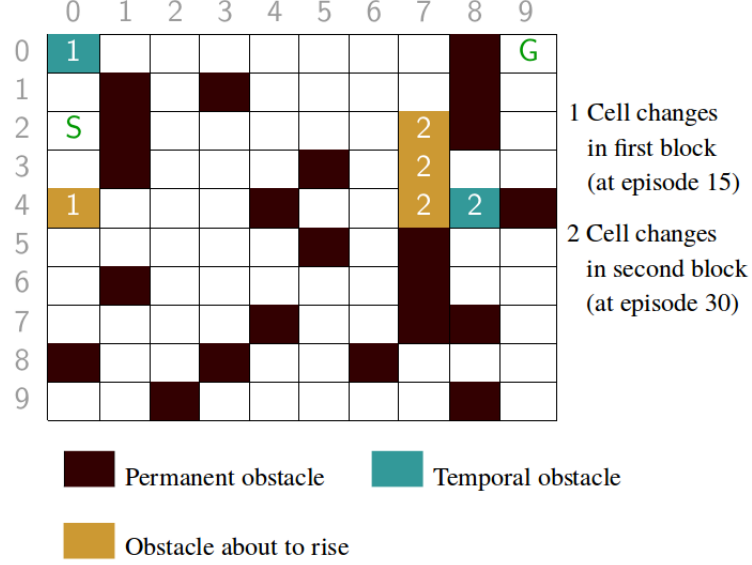 0 1 2 3 4 5 6 7 8 9
0 1 G
1
2 S 2
3 2
4 1 2 2
5
6
7
8
9
1 Cell changes
in first block
(at episode 15)
2 Cell changes
in second block
(at episode 30)
Permanent obstacle
Temporal obstacle
Obstacle about to rise